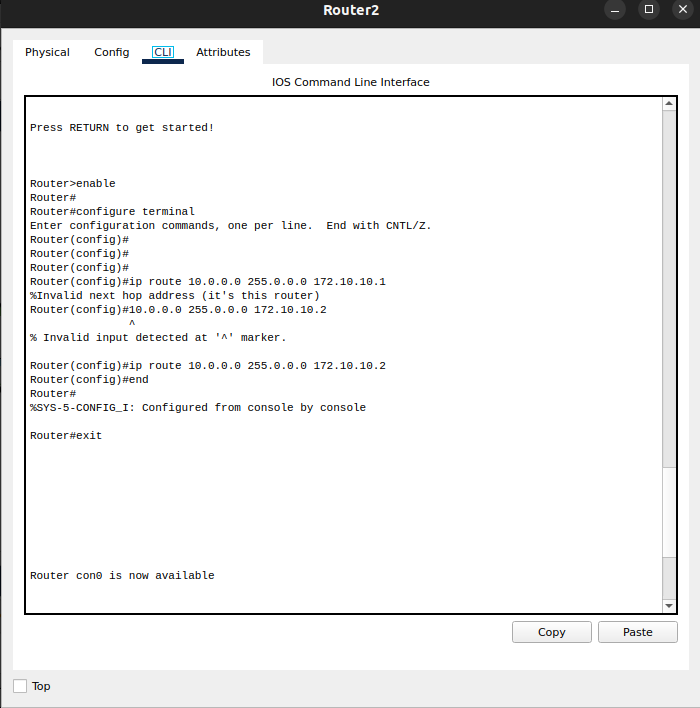 Router2
Physical Config CLI Attributes
IOS Command Line Interface
Press RETURN to get started!
Router>enable
Router#
Router#configure terminal
Enter configuration commands, one per line.  End with CNTL/Z.
Router(config)#
Router(config)#
Router(config)#
Router(config)#ip route 10.0.0.0 255.0.0.0 172.10.10.1
%Invalid next hop address (it's this router)
Router(config)#10.0.0.0 255.0.0.0 172.10.10.2
^
% Invalid input detected at '^' marker.
Router(config)#ip route 10.0.0.0 255.0.0.0 172.10.10.2
Router(config)#end
Router#
%SYS-5-CONFIG_I: Configured from console by console
Router#exit
Router con0 is now available
Copy Paste
Top